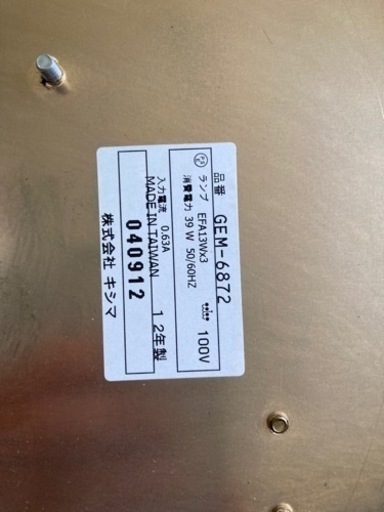 品番 GEM-6872
ランプ EFA13Wx3 100V
消費電力 39 W 50/60HZ
入力電流 0.63A
MADE IN TAIWAN 12年製
040912
株式会社 キシマ